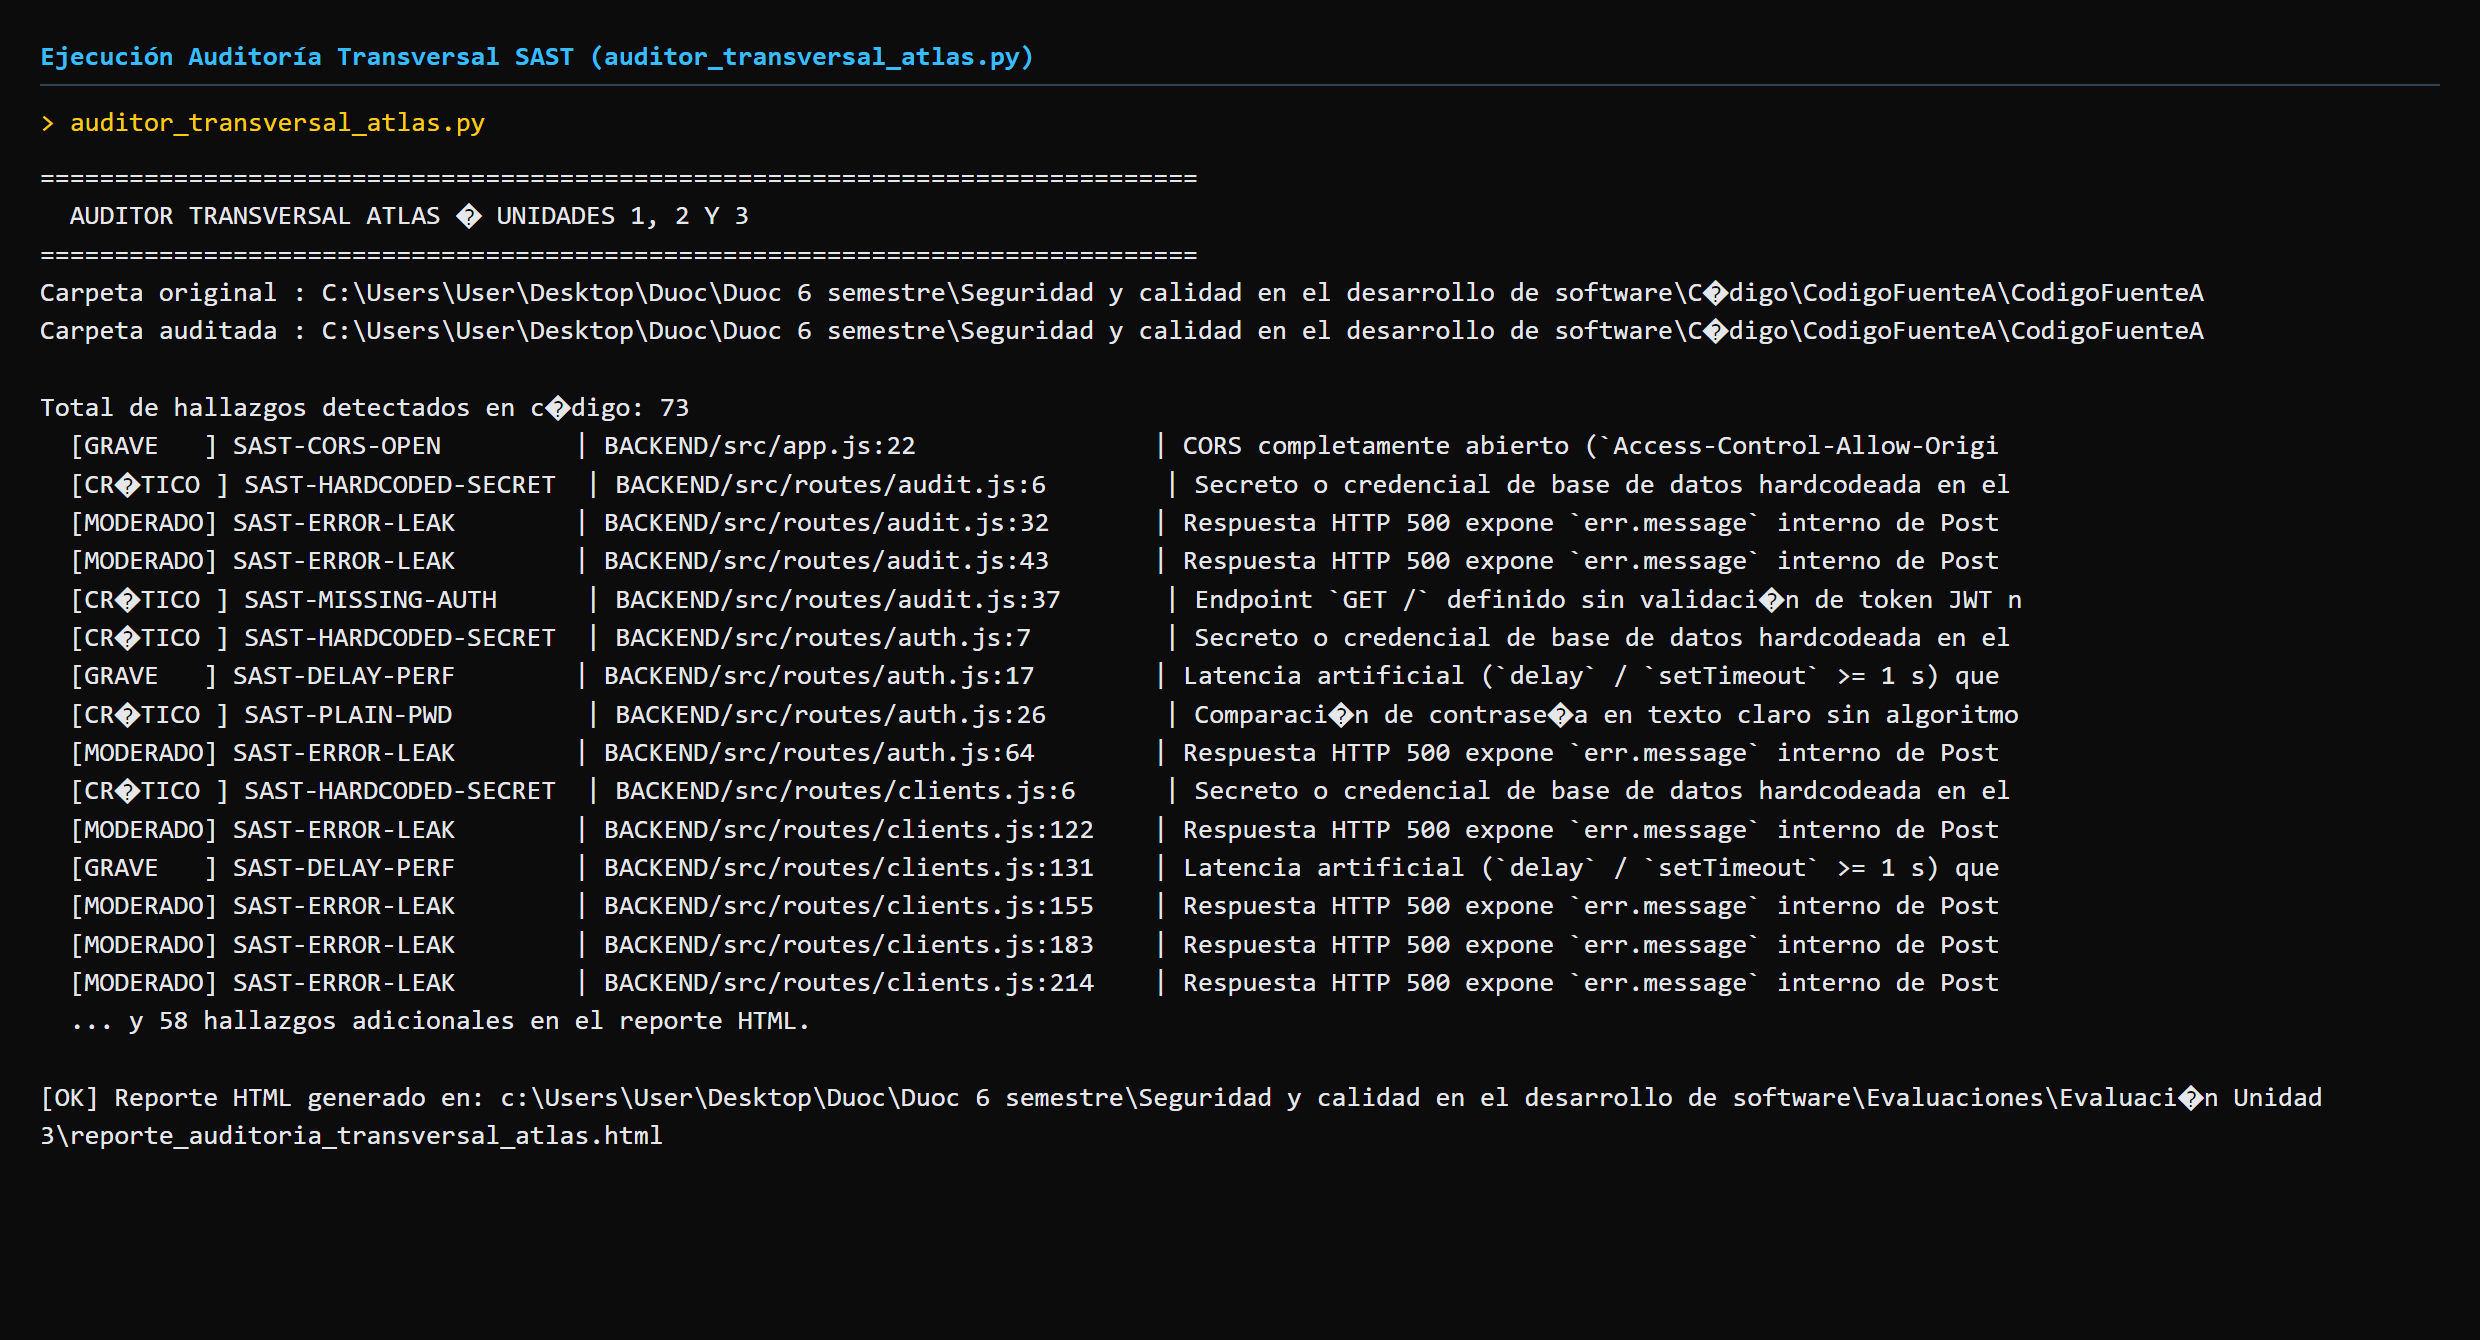 Ejecución Auditoría Transversal SAST (auditor_transversal_atlas.py)
> auditor_transversal_atlas.py
==============================================================================
  AUDITOR TRANSVERSAL ATLAS � UNIDADES 1, 2 Y 3
==============================================================================
Carpeta original : C:\Users\User\Desktop\Duoc\Duoc 6 semestre\Seguridad y calidad en el desarrollo de software\C�digo\CodigoFuenteA\CodigoFuenteA
Carpeta auditada : C:\Users\User\Desktop\Duoc\Duoc 6 semestre\Seguridad y calidad en el desarrollo de software\C�digo\CodigoFuenteA\CodigoFuenteA
Total de hallazgos detectados en c�digo: 73
  [GRAVE   ] SAST-CORS-OPEN         | BACKEND/src/app.js:22                | CORS completamente abierto (`Access-Control-Allow-Origi
  [CR�TICO ] SAST-HARDCODED-SECRET  | BACKEND/src/routes/audit.js:6        | Secreto o credencial de base de datos hardcodeada en el
  [MODERADO] SAST-ERROR-LEAK        | BACKEND/src/routes/audit.js:32       | Respuesta HTTP 500 expone `err.message` interno de Post
  [MODERADO] SAST-ERROR-LEAK        | BACKEND/src/routes/audit.js:43       | Respuesta HTTP 500 expone `err.message` interno de Post
  [CR�TICO ] SAST-MISSING-AUTH      | BACKEND/src/routes/audit.js:37       | Endpoint `GET /` definido sin validaci�n de token JWT n
  [CR�TICO ] SAST-HARDCODED-SECRET  | BACKEND/src/routes/auth.js:7         | Secreto o credencial de base de datos hardcodeada en el
  [GRAVE   ] SAST-DELAY-PERF        | BACKEND/src/routes/auth.js:17        | Latencia artificial (`delay` / `setTimeout` >= 1 s) que
  [CR�TICO ] SAST-PLAIN-PWD         | BACKEND/src/routes/auth.js:26        | Comparaci�n de contrase�a en texto claro sin algoritmo
  [MODERADO] SAST-ERROR-LEAK        | BACKEND/src/routes/auth.js:64        | Respuesta HTTP 500 expone `err.message` interno de Post
  [CR�TICO ] SAST-HARDCODED-SECRET  | BACKEND/src/routes/clients.js:6      | Secreto o credencial de base de datos hardcodeada en el
  [MODERADO] SAST-ERROR-LEAK        | BACKEND/src/routes/clients.js:122    | Respuesta HTTP 500 expone `err.message` interno de Post
  [GRAVE   ] SAST-DELAY-PERF        | BACKEND/src/routes/clients.js:131    | Latencia artificial (`delay` / `setTimeout` >= 1 s) que
  [MODERADO] SAST-ERROR-LEAK        | BACKEND/src/routes/clients.js:155    | Respuesta HTTP 500 expone `err.message` interno de Post
  [MODERADO] SAST-ERROR-LEAK        | BACKEND/src/routes/clients.js:183    | Respuesta HTTP 500 expone `err.message` interno de Post
  [MODERADO] SAST-ERROR-LEAK        | BACKEND/src/routes/clients.js:214    | Respuesta HTTP 500 expone `err.message` interno de Post
  ... y 58 hallazgos adicionales en el reporte HTML.
[OK] Reporte HTML generado en: c:\Users\User\Desktop\Duoc\Duoc 6 semestre\Seguridad y calidad en el desarrollo de software\Evaluaciones\Evaluaci�n Unidad
3\reporte_auditoria_transversal_atlas.html